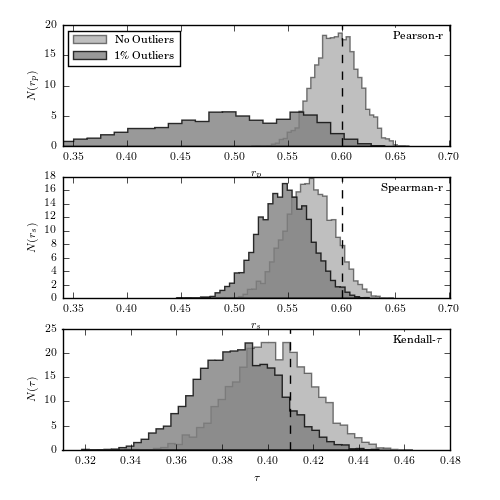 20
15
10
5
0
N(r_p)
No Outliers
1% Outliers
Pearson-r
0.35 0.40 0.45 0.50 0.55 0.60 0.65 0.70
r_p
18
16
14
12
10
8
6
4
2
0
N(r_s)
Spearman-r
0.35 0.40 0.45 0.50 0.55 0.60 0.65 0.70
r_s
25
20
15
10
5
0
N(τ)
Kendall-τ
0.32 0.34 0.36 0.38 0.40 0.42 0.44 0.46 0.48
τ